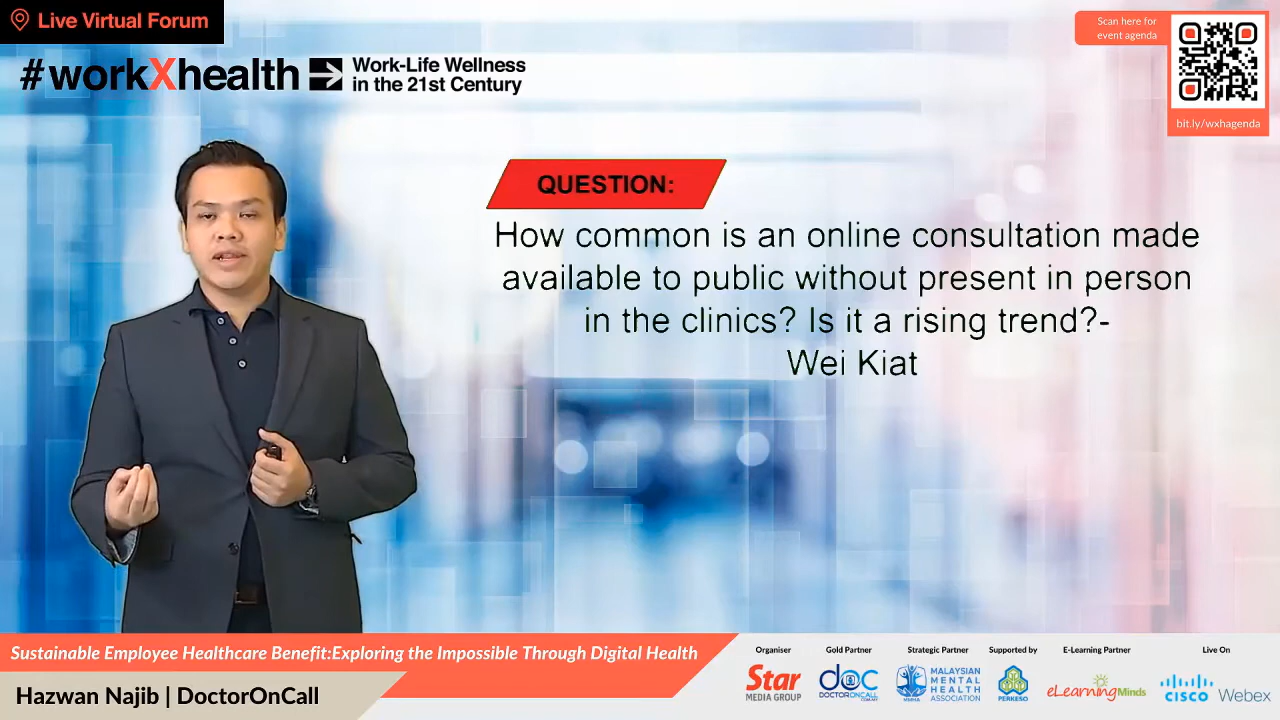 Live Virtual Forum
Scan here for
event agenda
#workXhealth
Work-Life Wellness
in the 21st Century
bit.ly/wxhagenda
QUESTION:
How common is an online consultation made
available to public without present in person
in the clinics? Is it a rising trend?-
Wei Kiat
Sustainable Employee Healthcare Benefit:Exploring the Impossible Through Digital Health
Hazwan Najib | DoctorOnCall
Organiser
Gold Partner
Strategic Partner
Supported by
E-Learning Partner
Live On
Star
MEDIA GROUP
doc
DOCTORONCALL
MALAYSIAN
MENTAL
HEALTH
ASSOCIATION
PERKESO
eLearningMinds
CISCO
Webex